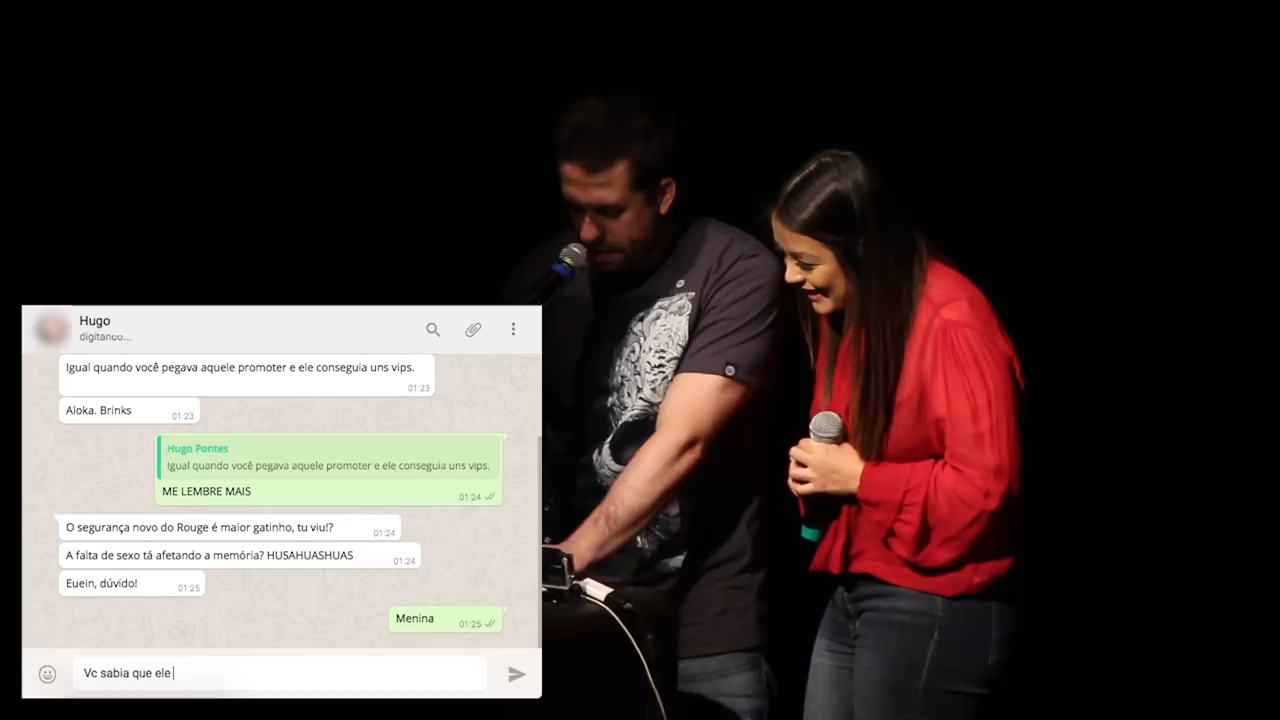 Hugo
digitando...
Igual quando você pegava aquele promoter e ele conseguia uns vips.
01:23
Aloka. Brinks
01:23
Hugo Pontes
Igual quando você pegava aquele promoter e ele conseguia uns vips.
ME LEMBRE MAIS
01:24
O segurança novo do Rouge é maior gatinho, tu viu!?
01:24
A falta de sexo tá afetando a memória? HUSAHUASHUAS
01:24
Euein, dúvido!
01:25
Menina
01:25
Vc sabia que ele